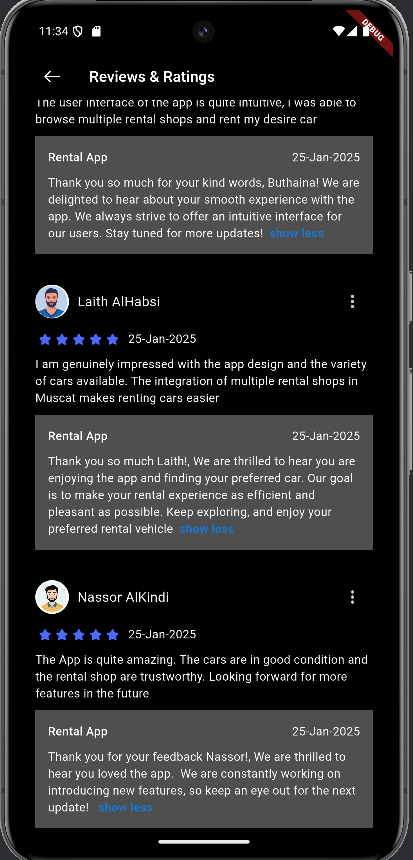 11:34
DEBUG
Reviews & Ratings
The user interface of the app is quite intuitive, I was able to
browse multiple rental shops and rent my desire car
Rental App 25-Jan-2025
Thank you so much for your kind words, Buthaina! We are
delighted to hear about your smooth experience with the
app. We always strive to offer an intuitive interface for
our users. Stay tuned for more updates! show less
Laith AlHabsi
25-Jan-2025
I am genuinely impressed with the app design and the variety
of cars available. The integration of multiple rental shops in
Muscat makes renting cars easier
Rental App 25-Jan-2025
Thank you so much Laith!, We are thrilled to hear you are
enjoying the app and finding your preferred car. Our goal
is to make your rental experience as efficient and
pleasant as possible. Keep exploring, and enjoy your
preferred rental vehicle show less
Nassor AlKindi
25-Jan-2025
The App is quite amazing. The cars are in good condition and
the rental shop are trustworthy. Looking forward for more
features in the future
Rental App 25-Jan-2025
Thank you for your feedback Nassor!, We are thrilled to
hear you loved the app. We are constantly working on
introducing new features, so keep an eye out for the next
update! show less